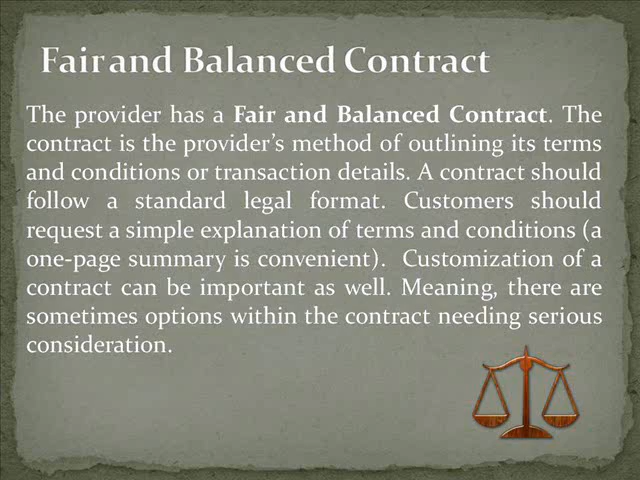 Fair and Balanced Contract
The provider has a Fair and Balanced Contract. The
contract is the provider’s method of outlining its terms
and conditions or transaction details. A contract should
follow a standard legal format. Customers should
request a simple explanation of terms and conditions (a
one-page summary is convenient).  Customization of a
contract can be important as well. Meaning, there are
sometimes options within the contract needing serious
consideration.